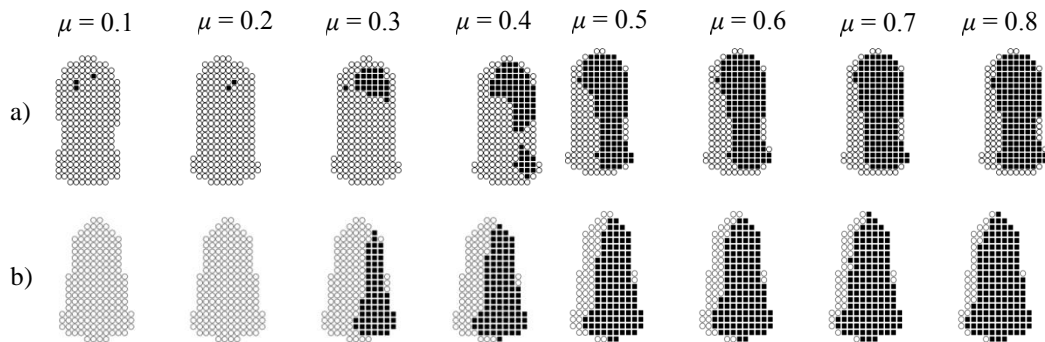 μ = 0.1 μ = 0.2 μ = 0.3 μ = 0.4 μ = 0.5 μ = 0.6 μ = 0.7 μ = 0.8
a)
b)